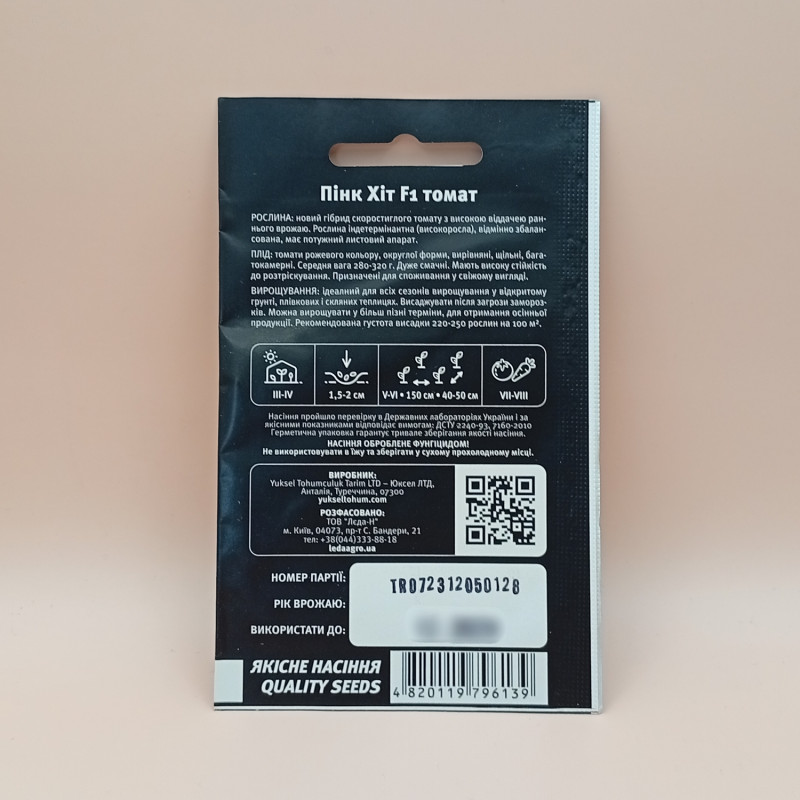 Пінк Хіт F1 томат
РОСЛИНА: новий гібрид скоростиглого томату з високою віддачею ран-
нього врожаю. Рослина індетермінантна (високоросла), відмінно збалан-
сована, має потужний листовий апарат.
ПЛІД: томати рожевого кольору, округлої форми, вирівняні, щільні, бага-
токамерні. Середня вага 280-320 г. Дуже смачні. Мають високу стійкість
до розтріскування. Призначені для споживання у свіжому вигляді.
ВИРОЩУВАННЯ: ідеалний для всіх сезонів вирощування у відкритому
грунті, плівкових і скляних теплицях. Висаджувати після загрози замороз-
ків. Можна вирощувати у більш пізні терміни, для отримання осінньої
продукції. Рекомендована густота висадки 220-250 рослин на 100 м².
III-IV
1,5-2 см
V-VI • 150 см • 40-50 см
VII-VIII
Насіння пройшло перевірку в Державних лабораторіях України і за
якісними показниками відповідає вимогам: ДСТУ 2240-93, 7160-2010
Герметична упаковка гарантує тривале зберігання якості насіння.
НАСІННЯ ОБРОБЛЕНЕ ФУНГІЦИДОМ!
Не використовувати в їжу та зберігати у сухому прохолодному місці.
ВИРОБНИК:
Yuksel Tohumculuk Tarim LTD – Юксел ЛТД,
Анталія, Туреччина, 07300
yukseltohum.com
РОЗФАСОВАНО:
ТОВ "Лєда-Н"
м. Київ, 04073, пр-т С. Бандери, 21
тел: +38(044)333-88-18
ledaagro.ua
НОМЕР ПАРТІЇ:
TR072312050128
РІК ВРОЖАЮ:
ВИКОРИСТАТИ ДО:
ЯКІСНЕ НАСІННЯ
QUALITY SEEDS
4 820119 796139